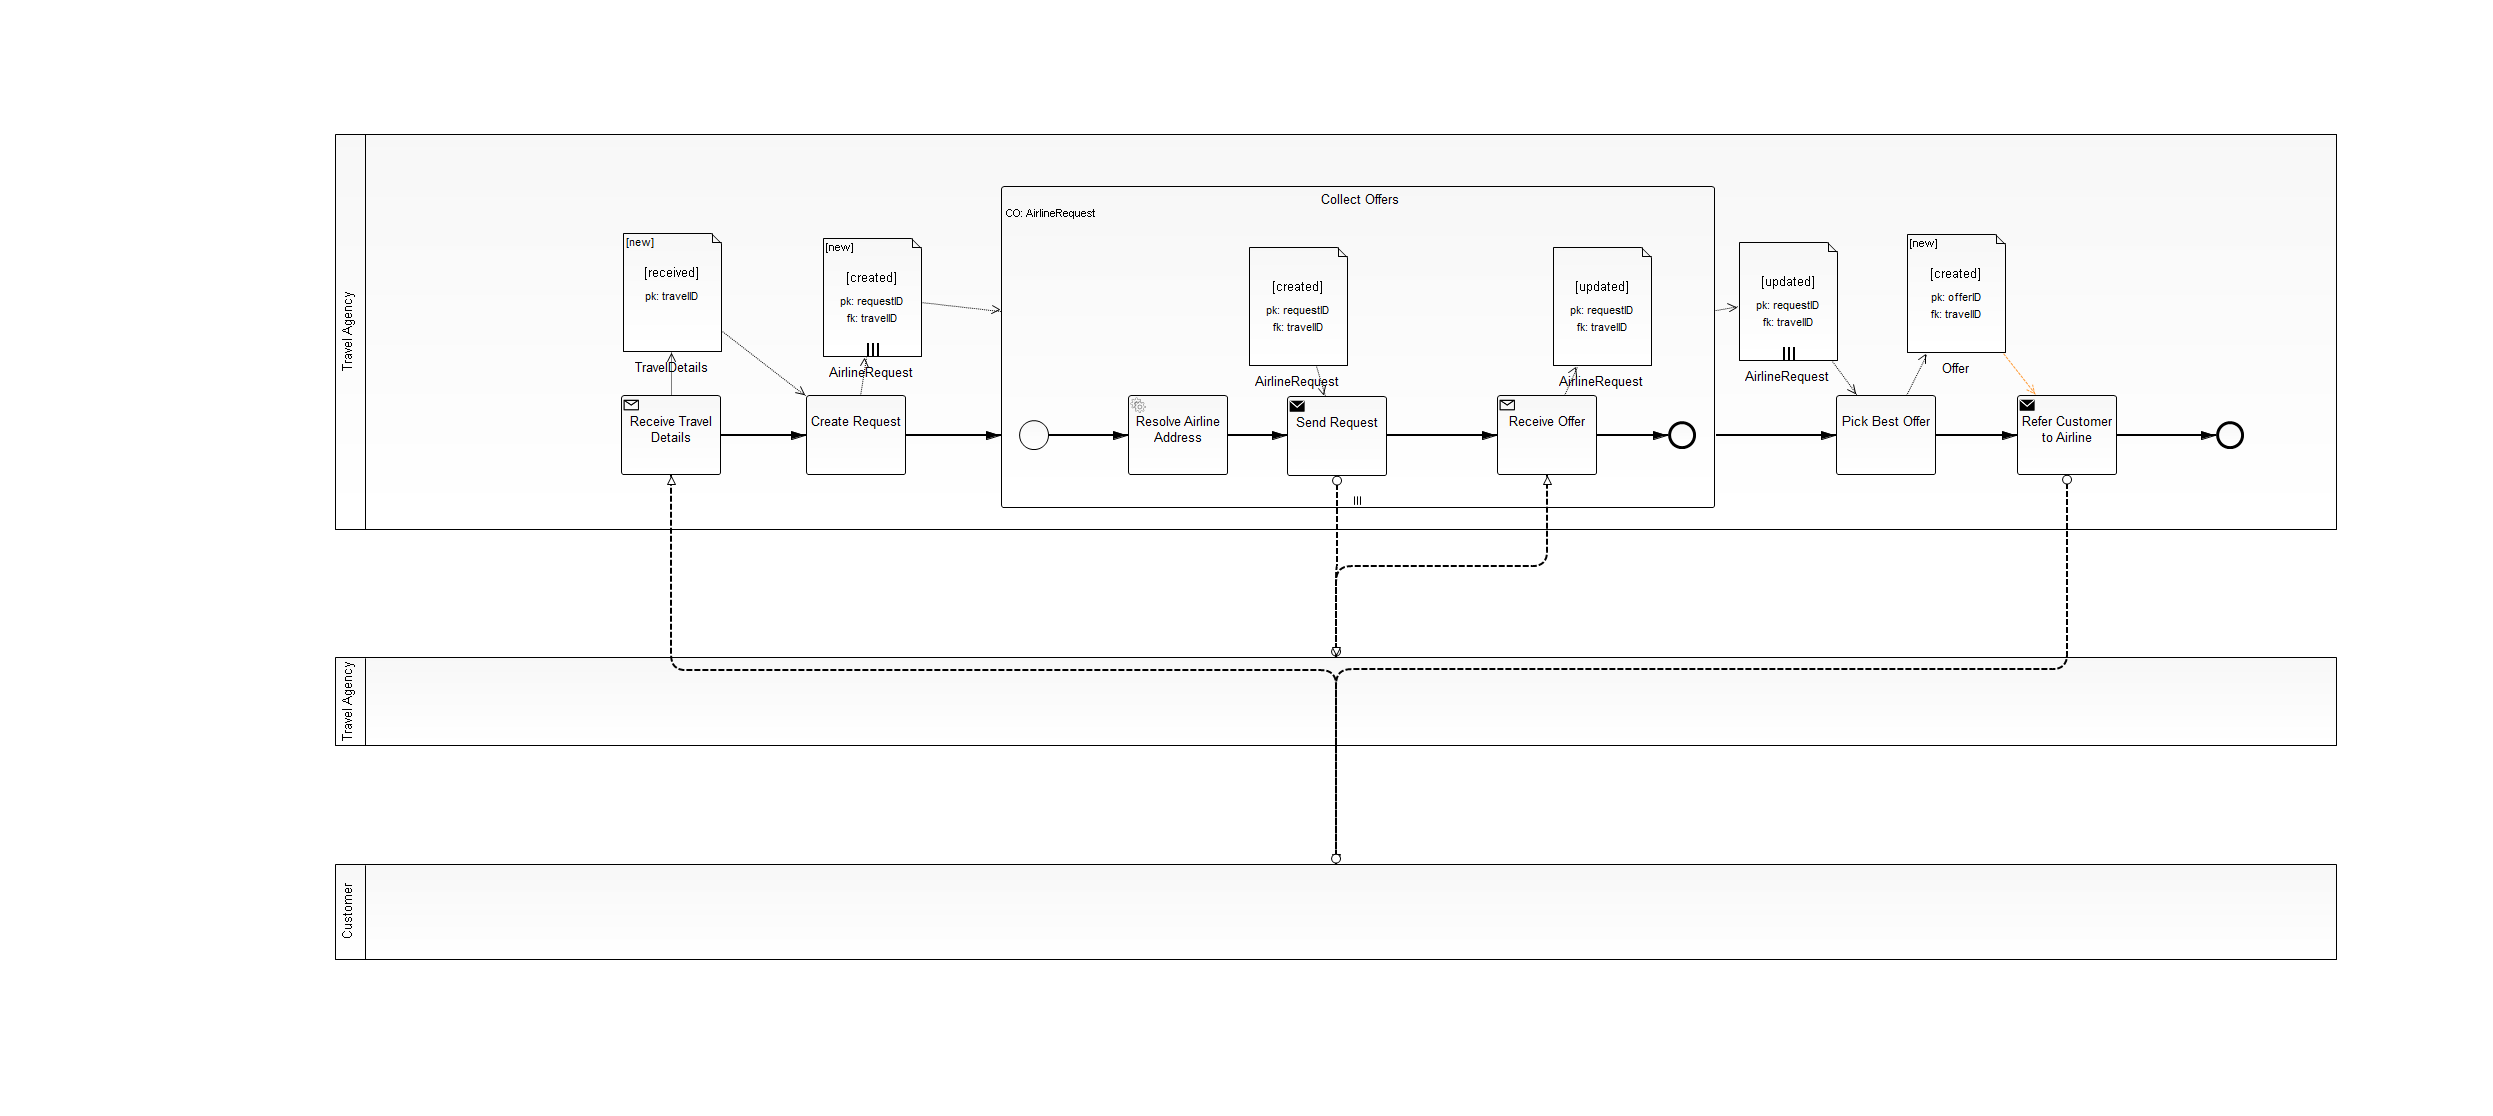 Travel Agency
Collect Offers
CO: AirlineRequest
[new]
[received]
pk: travelID
TravelDetails
[new]
[created]
pk: requestID
fk: travelID
AirlineRequest
[created]
pk: requestID
fk: travelID
AirlineRequest
[updated]
pk: requestID
fk: travelID
AirlineRequest
[updated]
pk: requestID
fk: travelID
AirlineRequest
[new]
[created]
pk: offerID
fk: travelID
Offer
Receive Travel
Details
Create Request
Resolve Airline
Address
Send Request
Receive Offer
Pick Best Offer
Refer Customer
to Airline
Travel Agency
Customer